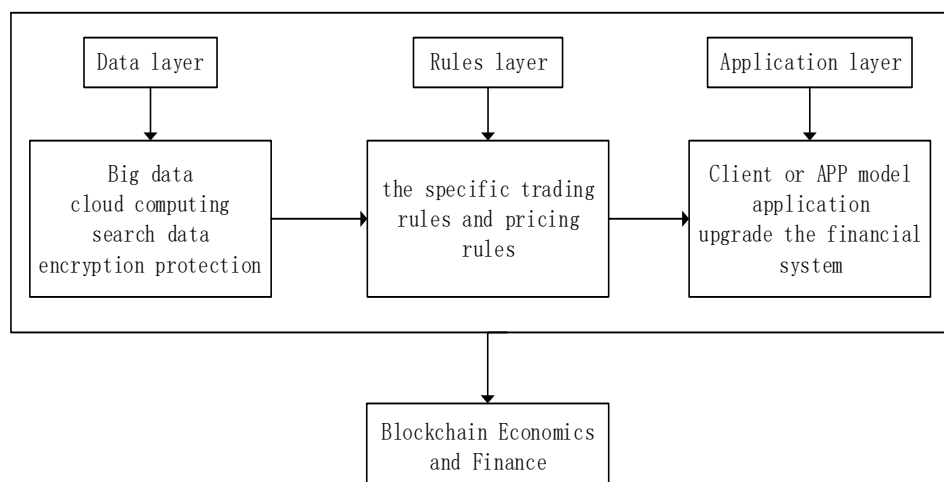 Data layer
Rules layer
Application layer
Big data
cloud computing
search data
encryption protection
the specific trading
rules and pricing
rules
Client or APP model
application
upgrade the financial
system
Blockchain Economics
and Finance